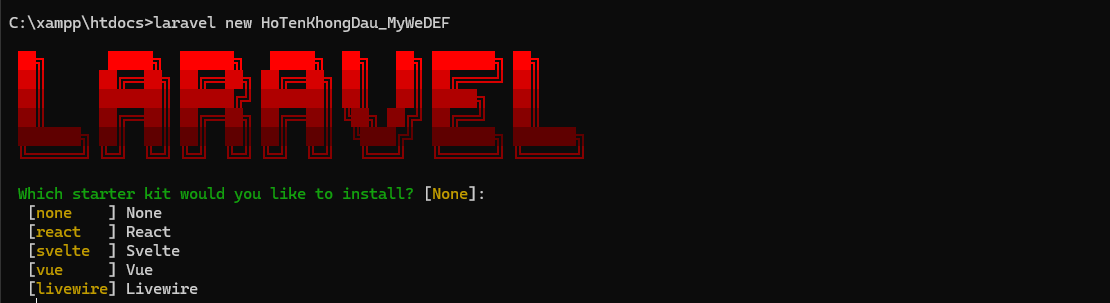 C:\xampp\htdocs>laravel new HoTenKhongDau_MyWeDEF
LARAVEL
Which starter kit would you like to install? [None]:
[none    ] None
[react   ] React
[svelte  ] Svelte
[vue     ] Vue
[livewire] Livewire